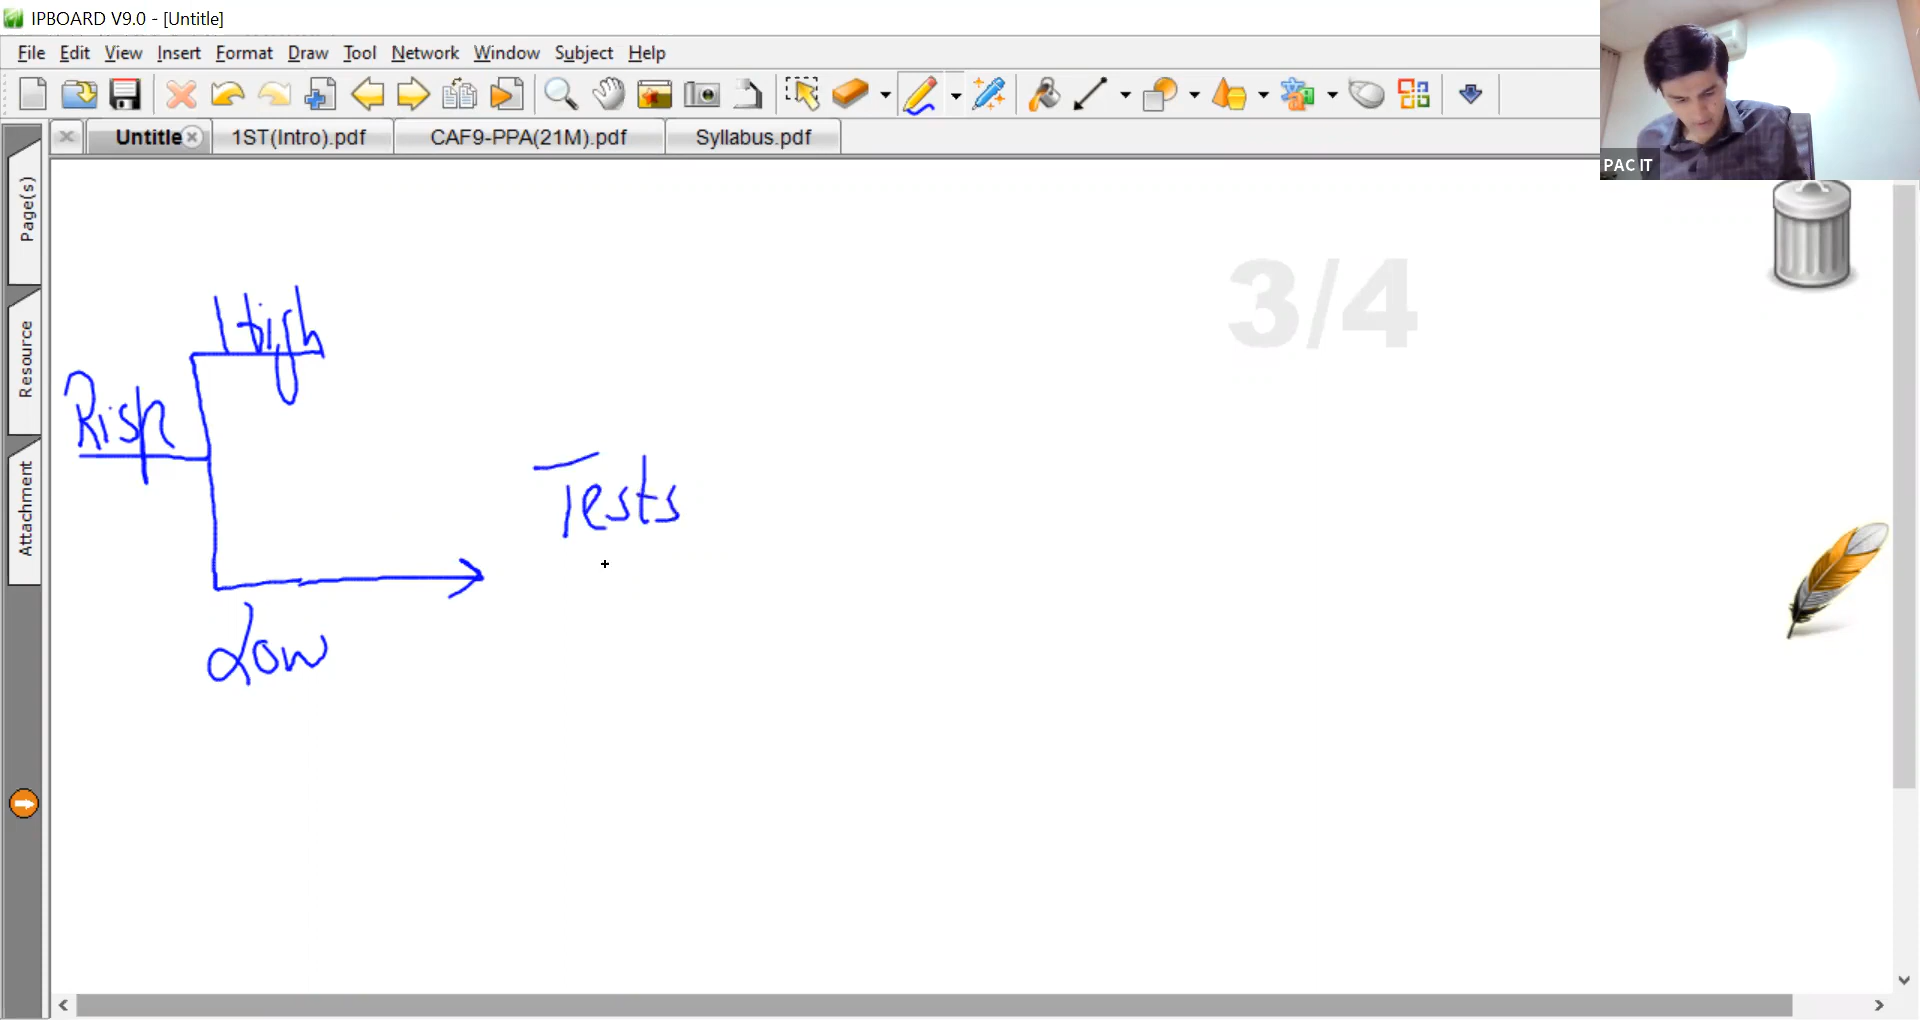 IPBOARD V9.0 - [Untitle]
File Edit View Insert Format Draw Tool Network Window Subject Help
PAC IT
Untitle 1ST(Intro).pdf CAF9-PPA(21M).pdf Syllabus.pdf
Page(s)
Resource
Attachment
3/4
High
Risk
Tests
Low